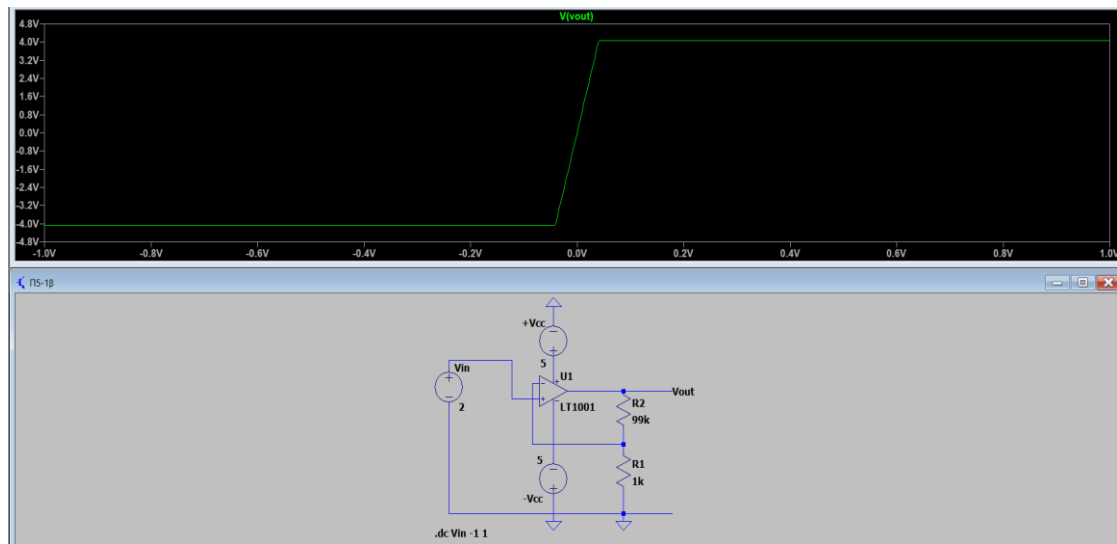 V(vout)
4.8V
4.0V
3.2V
2.4V
1.6V
0.8V
0.0V
-0.8V
-1.6V
-2.4V
-3.2V
-4.0V
-4.8V
-1.0V -0.8V -0.6V -0.4V -0.2V 0.0V 0.2V 0.4V 0.6V 0.8V 1.0V
Π5-1β
+Vcc
5
Vin
2
U1
LT1001
Vout
R2
99k
5
R1
1k
-Vcc
.dc Vin -1 1